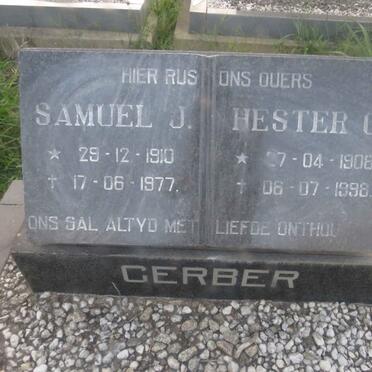 HIER RUS ONS OUERS
SAMUEL J. HESTER C
★ 29-12-1910 ★ 27-04-1908
✝ 17-06-1977. ✝ 06-07-1998.
ONS SAL ALTYD MET LIEFDE ONTHOU
GERBER